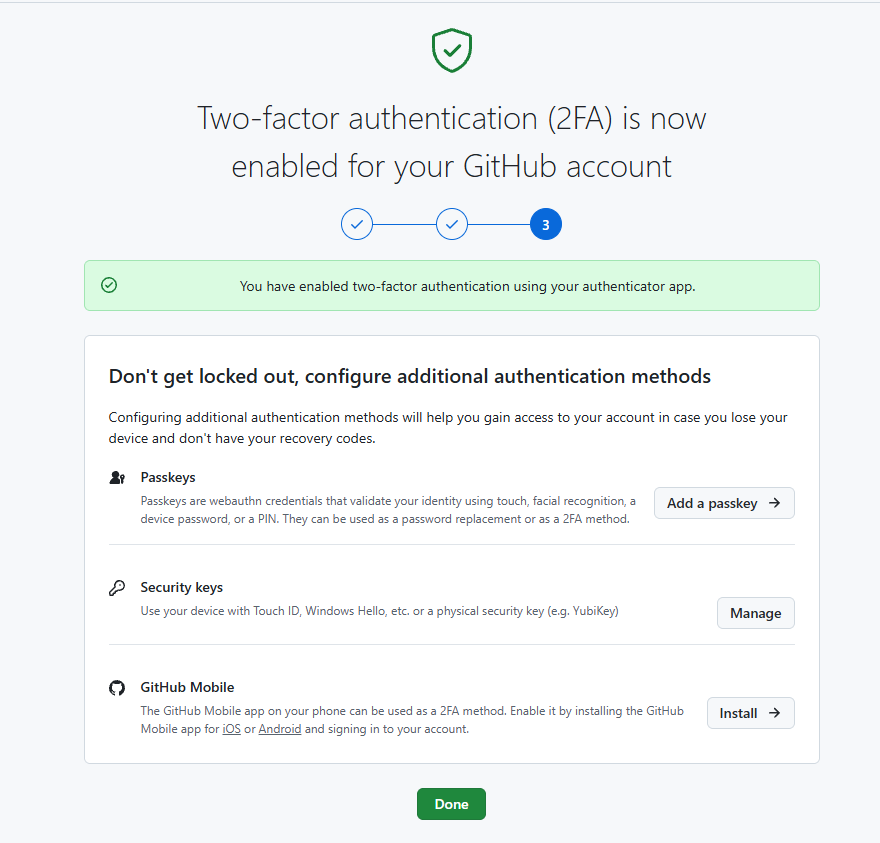 Two-factor authentication (2FA) is now
enabled for your GitHub account
3
You have enabled two-factor authentication using your authenticator app.
Don't get locked out, configure additional authentication methods
Configuring additional authentication methods will help you gain access to your account in case you lose your
device and don't have your recovery codes.
Passkeys
Passkeys are webauthn credentials that validate your identity using touch, facial recognition, a
device password, or a PIN. They can be used as a password replacement or as a 2FA method.
Add a passkey
Security keys
Use your device with Touch ID, Windows Hello, etc. or a physical security key (e.g. YubiKey)
Manage
GitHub Mobile
The GitHub Mobile app on your phone can be used as a 2FA method. Enable it by installing the GitHub
Mobile app for iOS or Android and signing in to your account.
Install
Done